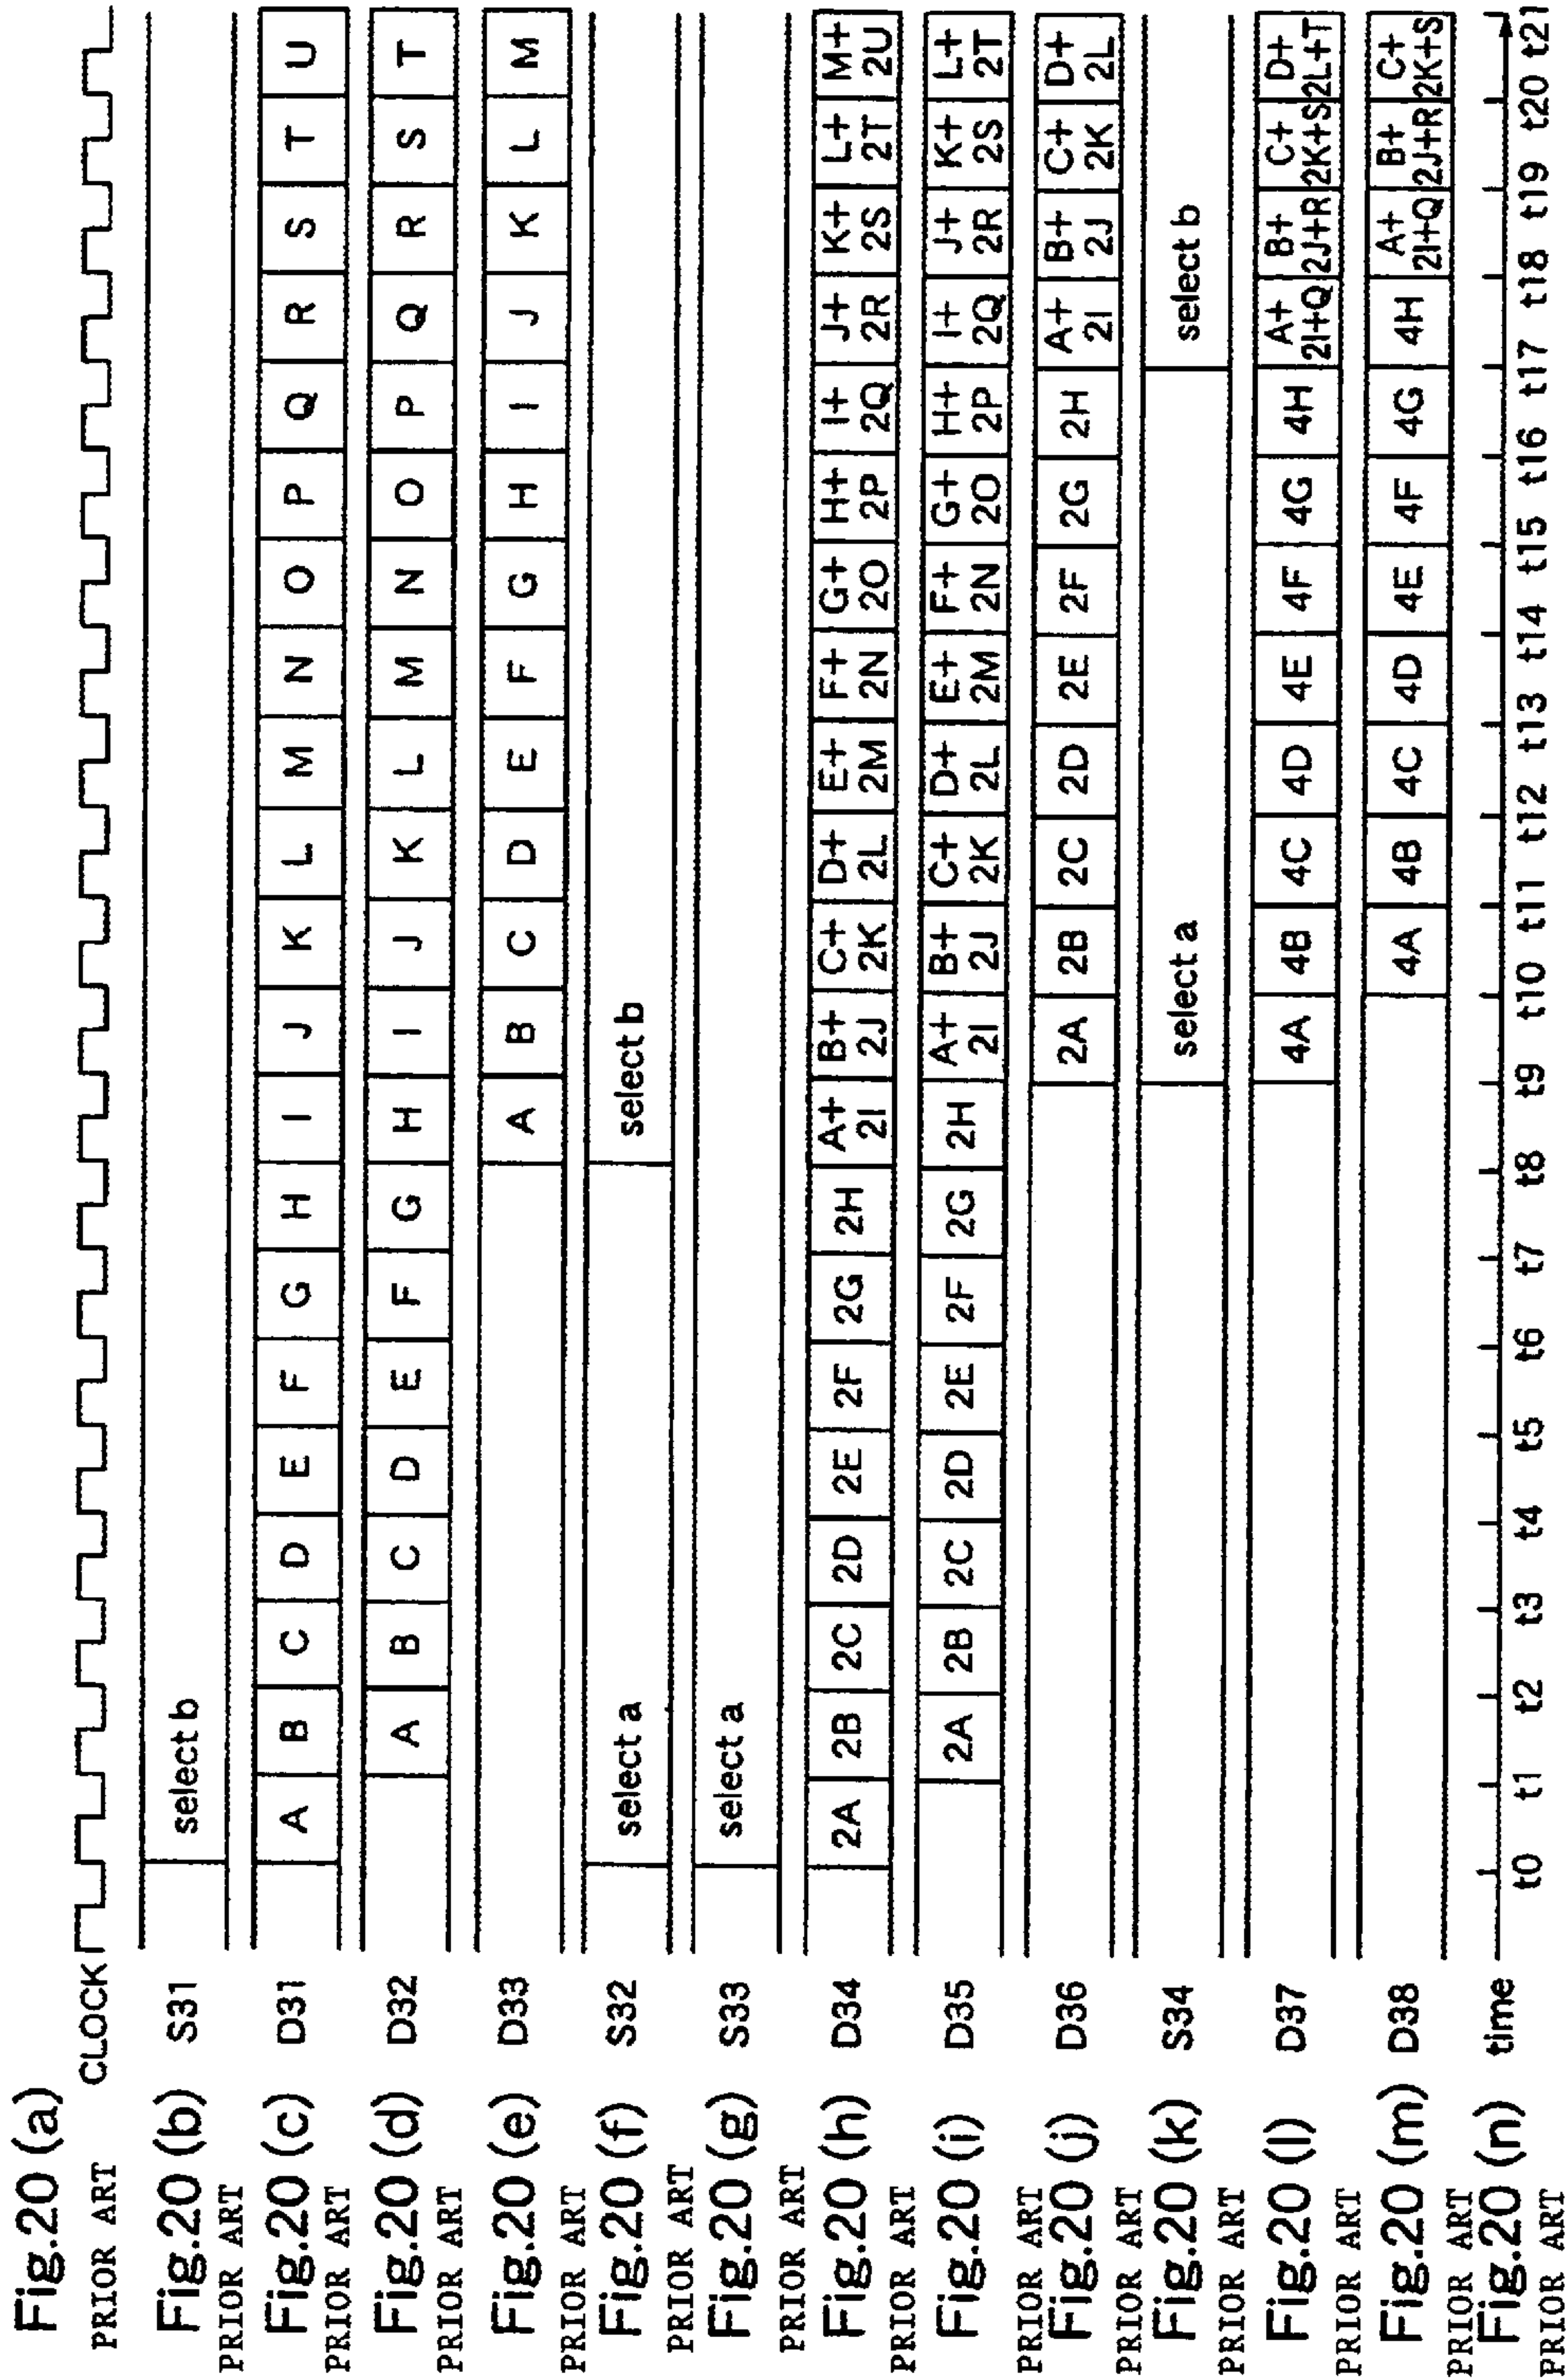 Fig.20 (a) CLOCK
PRIOR ART
Fig.20 (b) S31 select b
PRIOR ART
Fig.20 (c) D31 A B C D E F G H I J K L M N O P Q R S T U
PRIOR ART
Fig.20 (d) D32 A B C D E F G H I J K L M N O P Q R S T
PRIOR ART
Fig.20 (e) D33 A B C D E F G H I J K L M
PRIOR ART
Fig.20 (f) S32 select a select b
PRIOR ART
Fig.20 (g) S33 select a
PRIOR ART
Fig.20 (h) D34 2A 2B 2C 2D 2E 2F 2G 2H A+2I B+2J C+2K D+2L E+2M F+2N G+2O H+2P I+2Q J+2R K+2S L+2T M+2U
PRIOR ART
Fig.20 (i) D35 2A 2B 2C 2D 2E 2F 2G 2H A+2I B+2J C+2K D+2L E+2M F+2N G+2O H+2P I+2Q J+2R K+2S L+2T
PRIOR ART
Fig.20 (j) D36 2A 2B 2C 2D 2E 2F 2G 2H A+2I B+2J C+2K D+2L
PRIOR ART
Fig.20 (k) S34 select a select b
PRIOR ART
Fig.20 (l) D37 4A 4B 4C 4D 4E 4F 4G 4H A+2I+Q B+2J+R C+2K+S D+2L+T
PRIOR ART
Fig.20 (m) D38 4A 4B 4C 4D 4E 4F 4G 4H A+2I+Q B+2J+R C+2K+S
PRIOR ART
Fig.20 (n) time t0 t1 t2 t3 t4 t5 t6 t7 t8 t9 t10 t11 t12 t13 t14 t15 t16 t17 t18 t19 t20 t21
PRIOR ART